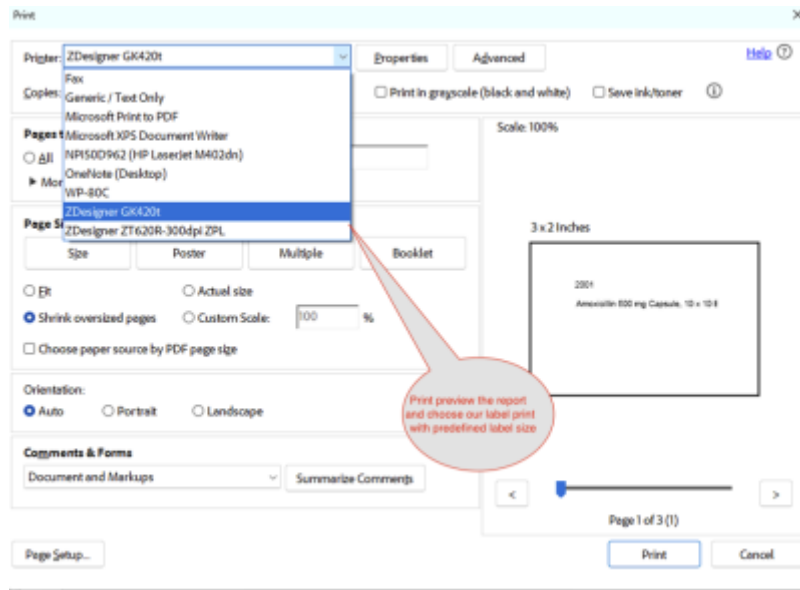 Print
Printer: ZDesigner GK420t
Properties
Advanced
Help
Fax
Generic / Text Only
Microsoft Print to PDF
Microsoft XPS Document Writer
NPI50D962 (HP LaserJet M402dn)
OneNote (Desktop)
WP-80C
ZDesigner GK420t
ZDesigner ZT620R-300dpi ZPL
Copies:
Print in grayscale (black and white)
Save ink/toner
Pages t
All
Mor
Scale: 100%
Page Si
Size
Poster
Multiple
Booklet
Fit
Actual size
Shrink oversized pages
Custom Scale:
100
%
Choose paper source by PDF page size
3 x 2 Inches
2001
Amoxicillin 500 mg Capsule, 10 x 10
Print preview the report
and choose our label print
with predefined label size
Orientation:
Auto
Portrait
Landscape
Comments & Forms
Document and Markups
Summarize Comments
<
>
Page 1 of 3 (1)
Page Setup...
Print
Cancel